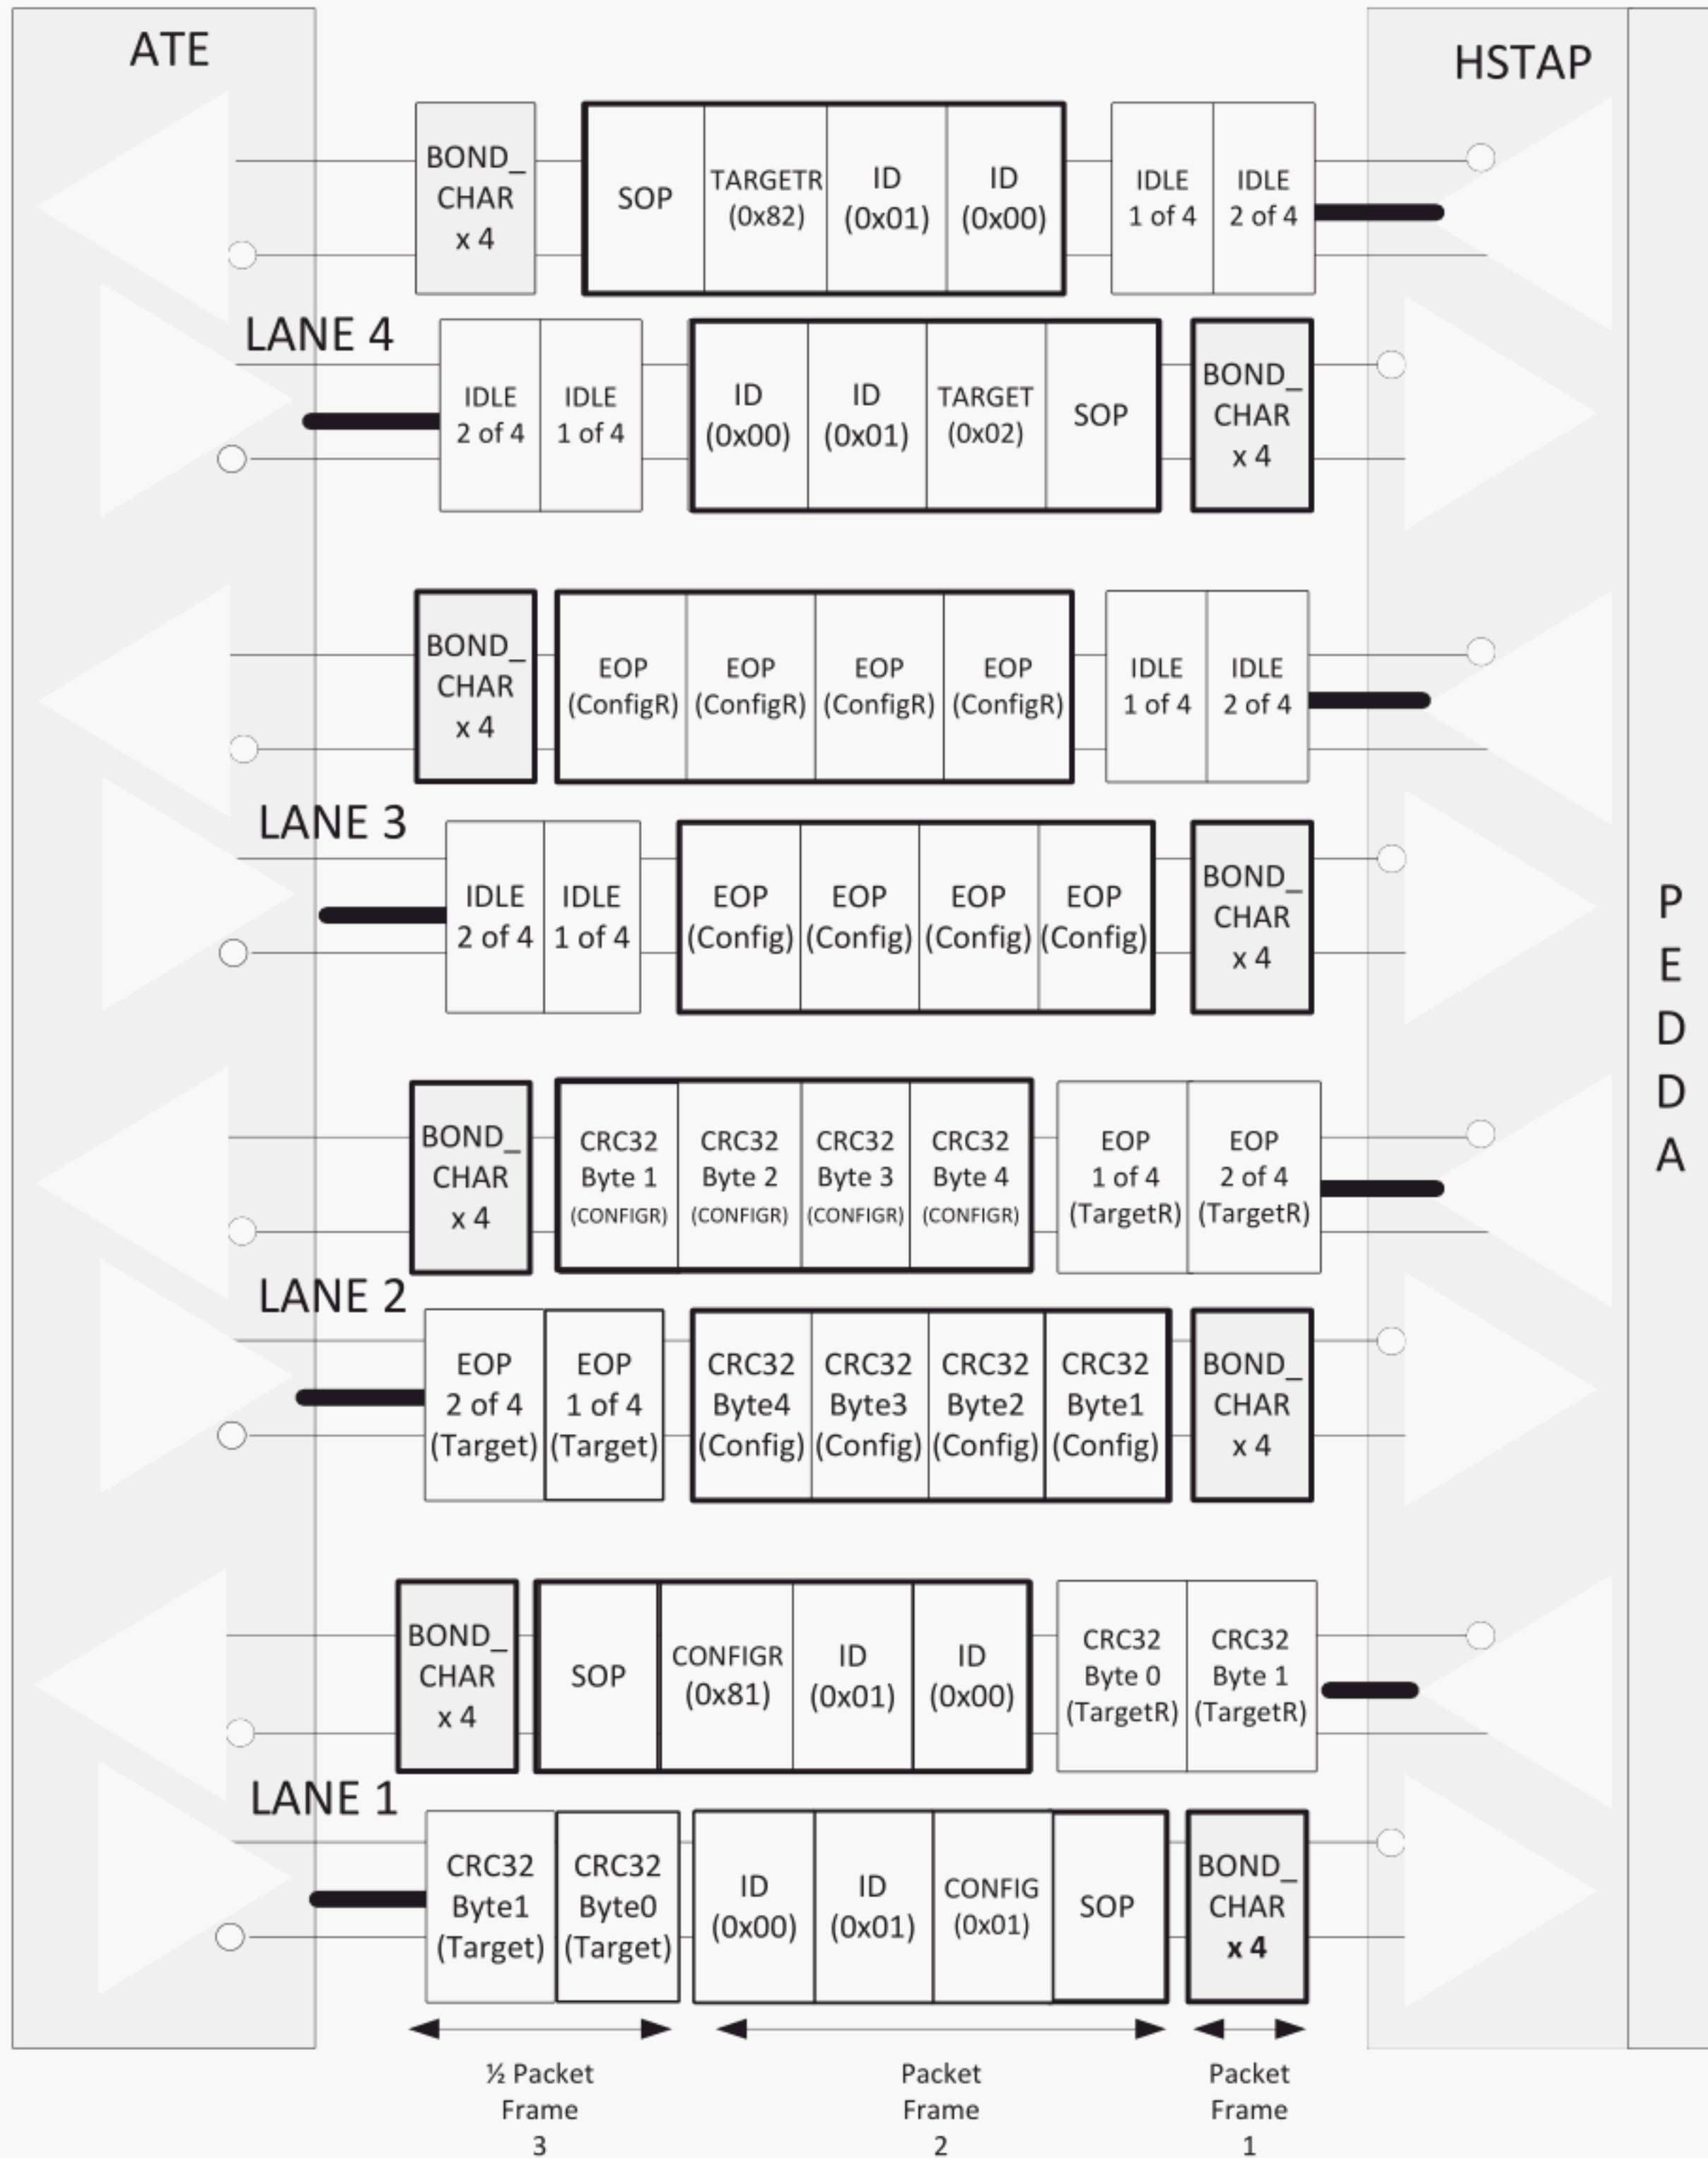 ATE
HSTAP
BOND_
CHAR
x 4
SOP
TARGETR
(0x82)
ID
(0x01)
ID
(0x00)
IDLE
1 of 4
IDLE
2 of 4
LANE 4
IDLE
2 of 4
IDLE
1 of 4
ID
(0x00)
ID
(0x01)
TARGET
(0x02)
SOP
BOND_
CHAR
x 4
BOND_
CHAR
x 4
EOP
(ConfigR)
EOP
(ConfigR)
EOP
(ConfigR)
EOP
(ConfigR)
IDLE
1 of 4
IDLE
2 of 4
LANE 3
IDLE
2 of 4
IDLE
1 of 4
EOP
(Config)
EOP
(Config)
EOP
(Config)
EOP
(Config)
BOND_
CHAR
x 4
P
E
D
D
A
BOND_
CHAR
x 4
CRC32
Byte 1
(CONFIGR)
CRC32
Byte 2
(CONFIGR)
CRC32
Byte 3
(CONFIGR)
CRC32
Byte 4
(CONFIGR)
EOP
1 of 4
(TargetR)
EOP
2 of 4
(TargetR)
LANE 2
EOP
2 of 4
(Target)
EOP
1 of 4
(Target)
CRC32
Byte4
(Config)
CRC32
Byte3
(Config)
CRC32
Byte2
(Config)
CRC32
Byte1
(Config)
BOND_
CHAR
x 4
BOND_
CHAR
x 4
SOP
CONFIGR
(0x81)
ID
(0x01)
ID
(0x00)
CRC32
Byte 0
(TargetR)
CRC32
Byte 1
(TargetR)
LANE 1
CRC32
Byte1
(Target)
CRC32
Byte0
(Target)
ID
(0x00)
ID
(0x01)
CONFIG
(0x01)
SOP
BOND_
CHAR
x 4
½ Packet
Frame
3
Packet
Frame
2
Packet
Frame
1